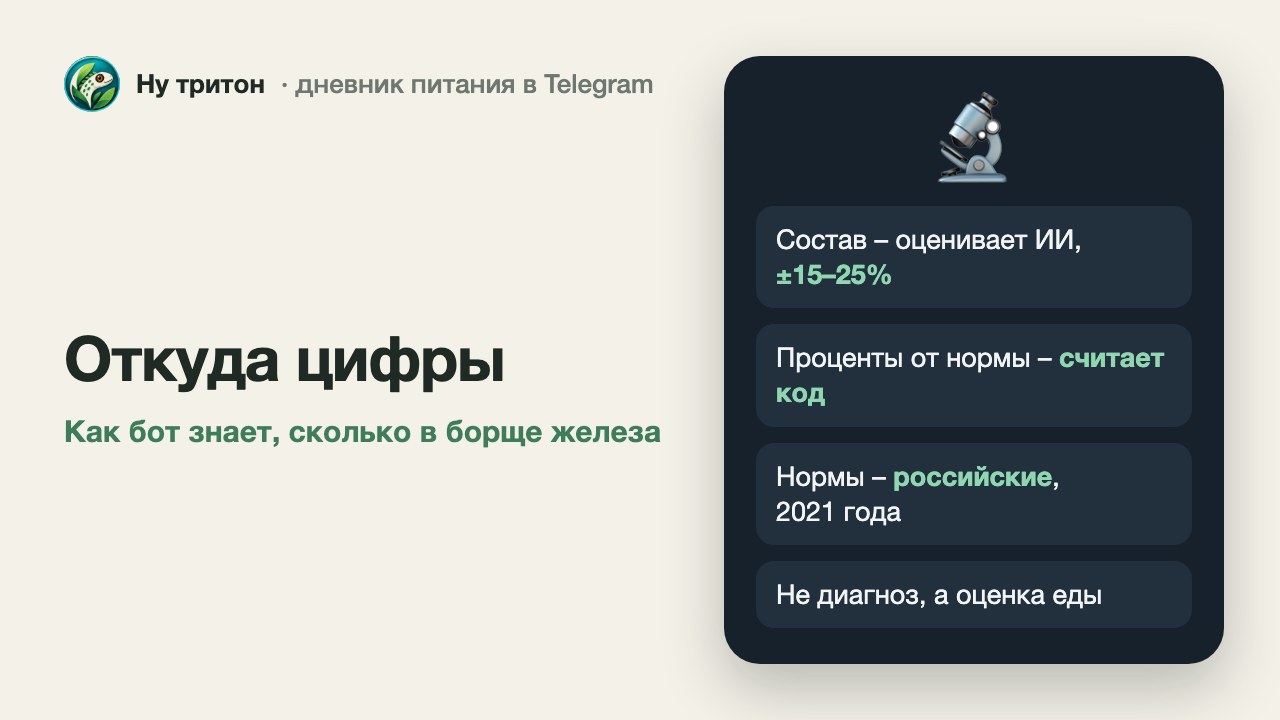 Ну тритон · дневник питания в Telegram
Откуда цифры
Как бот знает, сколько в борще железа
Состав – оценивает ИИ,
±15–25%
Проценты от нормы – считает
код
Нормы – российские,
2021 года
Не диагноз, а оценка еды